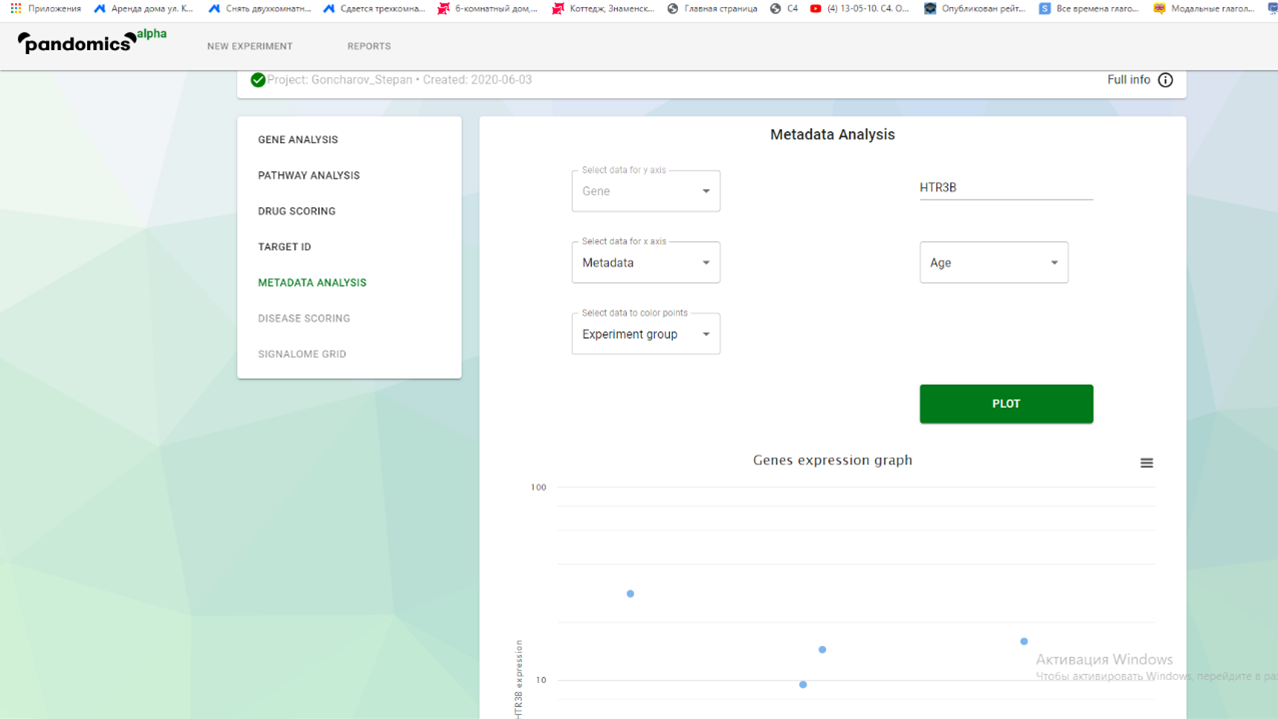 Приложения Аренда дома ул. К... Снять двухкомнатн... Сдается трехкомна... 6-комнатный дом,... Коттедж, Знаменск... Главная страница С4 (4) 13-05-10. С4. О... Опубликован рейт... Все времена глаго... Модальные глагол...
pandomics alpha NEW EXPERIMENT REPORTS
Project: Goncharov_Stepan • Created: 2020-06-03 Full info
GENE ANALYSIS
PATHWAY ANALYSIS
DRUG SCORING
TARGET ID
METADATA ANALYSIS
DISEASE SCORING
SIGNALOME GRID
Metadata Analysis
Select data for y axis
Gene
HTR3B
Select data for x axis
Metadata
Age
Select data to color points
Experiment group
PLOT
Genes expression graph
100
10
HTR3B expression
Активация Windows
Чтобы активировать Windows, перейдите в ра